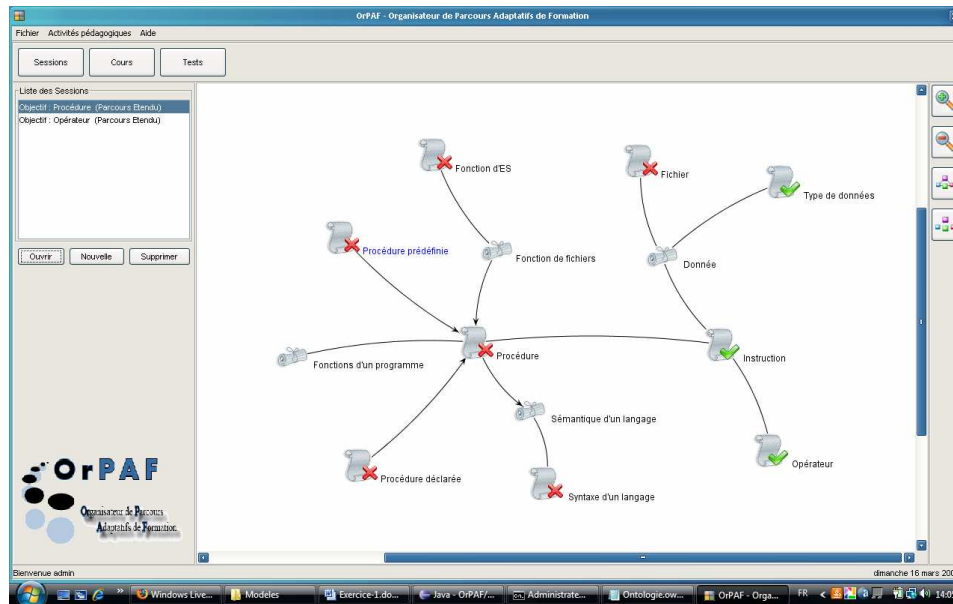 OrPAF - Organisateur de Parcours Adaptatifs de Formation
Fichier Activités pédagogiques Aide
Sessions Cours Tests
Liste des Sessions
Objectif : Procédure (Parcours Etendu)
Objectif : Opérateur (Parcours Etendu)
Ouvrir Nouvelle Supprimer
Fonction d'ES
Fichier
Type de données
Procédure prédéfinie
Fonction de fichiers
Donnée
Procédure
Instruction
Fonctions d'un programme
Sémantique d'un langage
Opérateur
Procédure déclarée
Syntaxe d'un langage
OrPAF
Organisateur de Parcours
Adaptatifs de Formation
Bienvenue admin
dimanche 16 mars 200
Windows Live... Modeles Exercice-1.do... Java - OrPAF/... Administrate... Ontologie.ow... OrPAF - Orga... FR 14:05